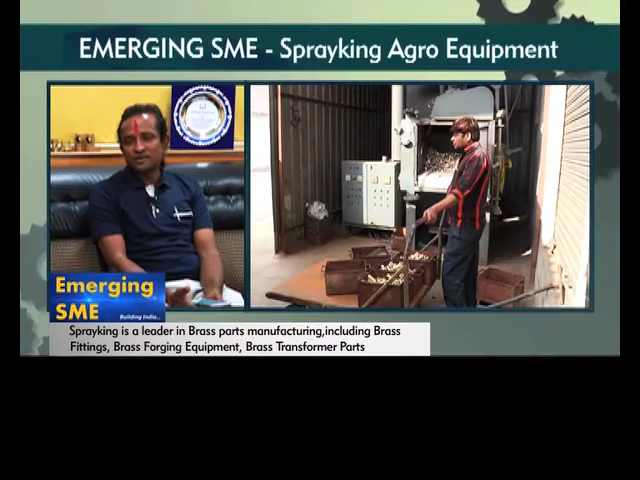 EMERGING SME - Sprayking Agro Equipment
Emerging
SME
Building India...
Sprayking is a leader in Brass parts manufacturing,including Brass
Fittings, Brass Forging Equipment, Brass Transformer Parts